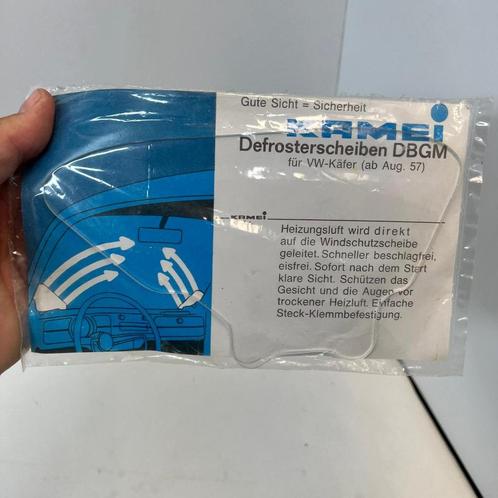 Gute Sicht = Sicherheit
KAMEI
Defrosterscheiben DBGM
für VW-Käfer (ab Aug. 57)
KAMEI
Heizungsluft wird direkt
auf die Windschutzscheibe
geleitet. Schneller beschlagfrei,
eisfrei. Sofort nach dem Start
klare Sicht. Schützen das
Gesicht und die Augen vor
trockener Heizluft. Einfache
Steck-Klemmbefestigung.